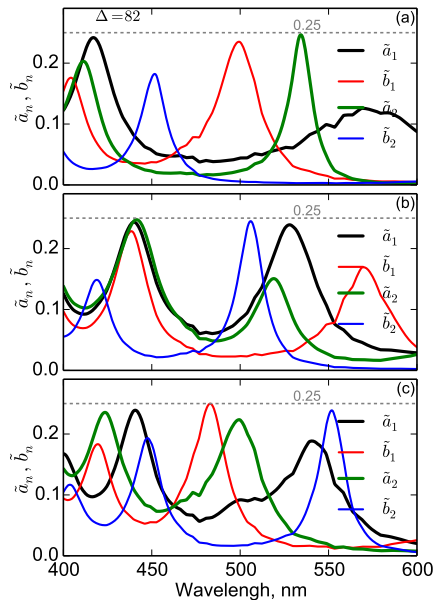 Δ=82
(a)
0.25
ã₁
b̃₁
ã₂
b̃₂
0.2
0.1
0.0
ãₙ, b̃ₙ
(b)
0.25
ã₁
b̃₁
ã₂
b̃₂
0.2
0.1
0.0
ãₙ, b̃ₙ
(c)
0.25
ã₁
b̃₁
ã₂
b̃₂
0.2
0.1
0.0
ãₙ, b̃ₙ
400 450 500 550 600
Wavelengh, nm